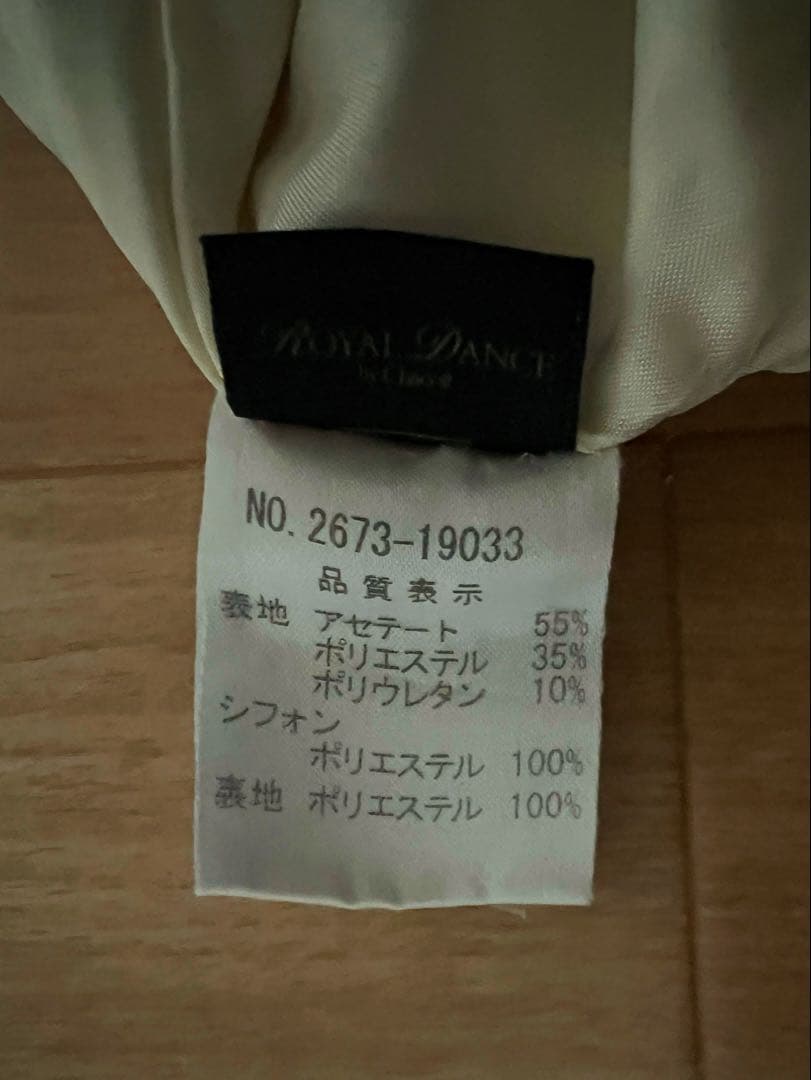 ROYAL DANCE
by Chacott
NO. 2673-19033
品質表示
表地 アセテート 55%
ポリエステル 35%
ポリウレタン 10%
シフォン
ポリエステル 100%
裏地 ポリエステル 100%